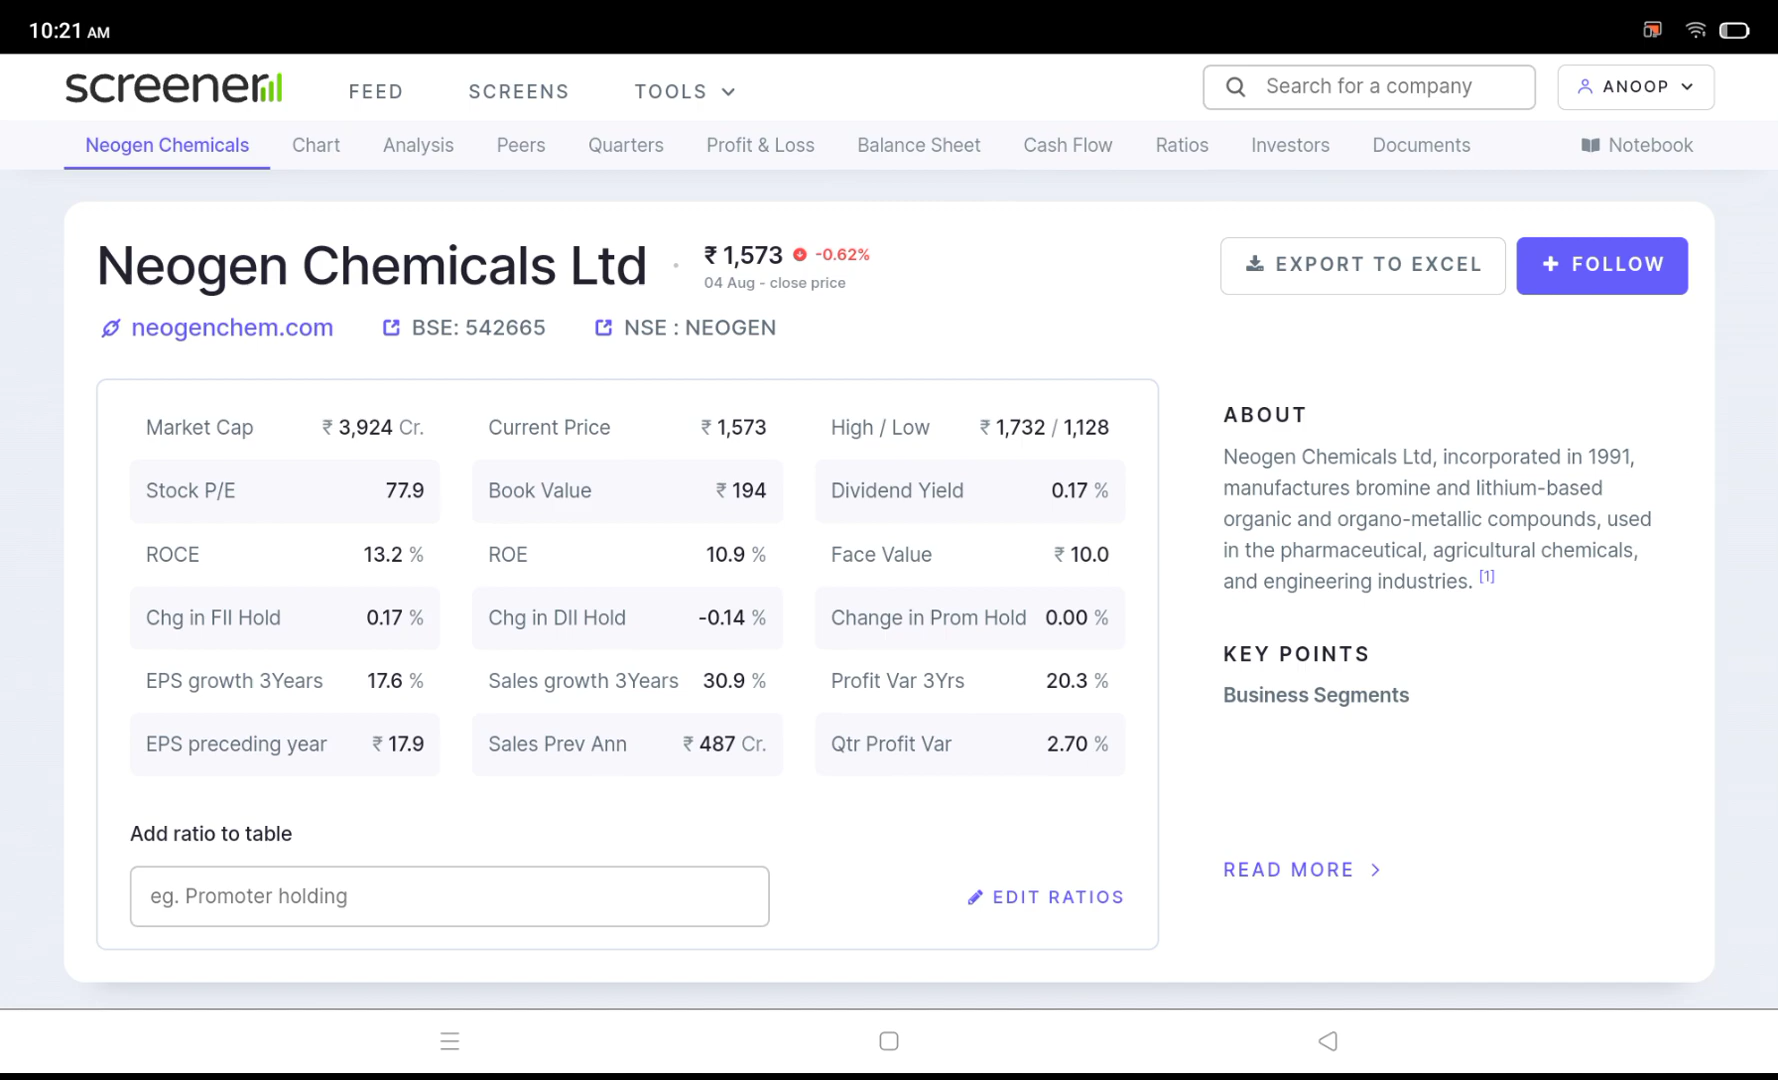 10:21 AM
screener
FEED
SCREENS
TOOLS
Search for a company
ANOOP
Neogen Chemicals
Chart
Analysis
Peers
Quarters
Profit & Loss
Balance Sheet
Cash Flow
Ratios
Investors
Documents
Notebook
Neogen Chemicals Ltd
₹ 1,573 -0.62%
04 Aug - close price
EXPORT TO EXCEL
+ FOLLOW
neogenchem.com
BSE: 542665
NSE : NEOGEN
Market Cap ₹ 3,924 Cr.
Current Price ₹ 1,573
High / Low ₹ 1,732 / 1,128
Stock P/E 77.9
Book Value ₹ 194
Dividend Yield 0.17 %
ROCE 13.2 %
ROE 10.9 %
Face Value ₹ 10.0
Chg in FII Hold 0.17 %
Chg in DII Hold -0.14 %
Change in Prom Hold 0.00 %
EPS growth 3Years 17.6 %
Sales growth 3Years 30.9 %
Profit Var 3Yrs 20.3 %
EPS preceding year ₹ 17.9
Sales Prev Ann ₹ 487 Cr.
Qtr Profit Var 2.70 %
Add ratio to table
eg. Promoter holding
EDIT RATIOS
ABOUT
Neogen Chemicals Ltd, incorporated in 1991,
manufactures bromine and lithium-based
organic and organo-metallic compounds, used
in the pharmaceutical, agricultural chemicals,
and engineering industries. [1]
KEY POINTS
Business Segments
READ MORE